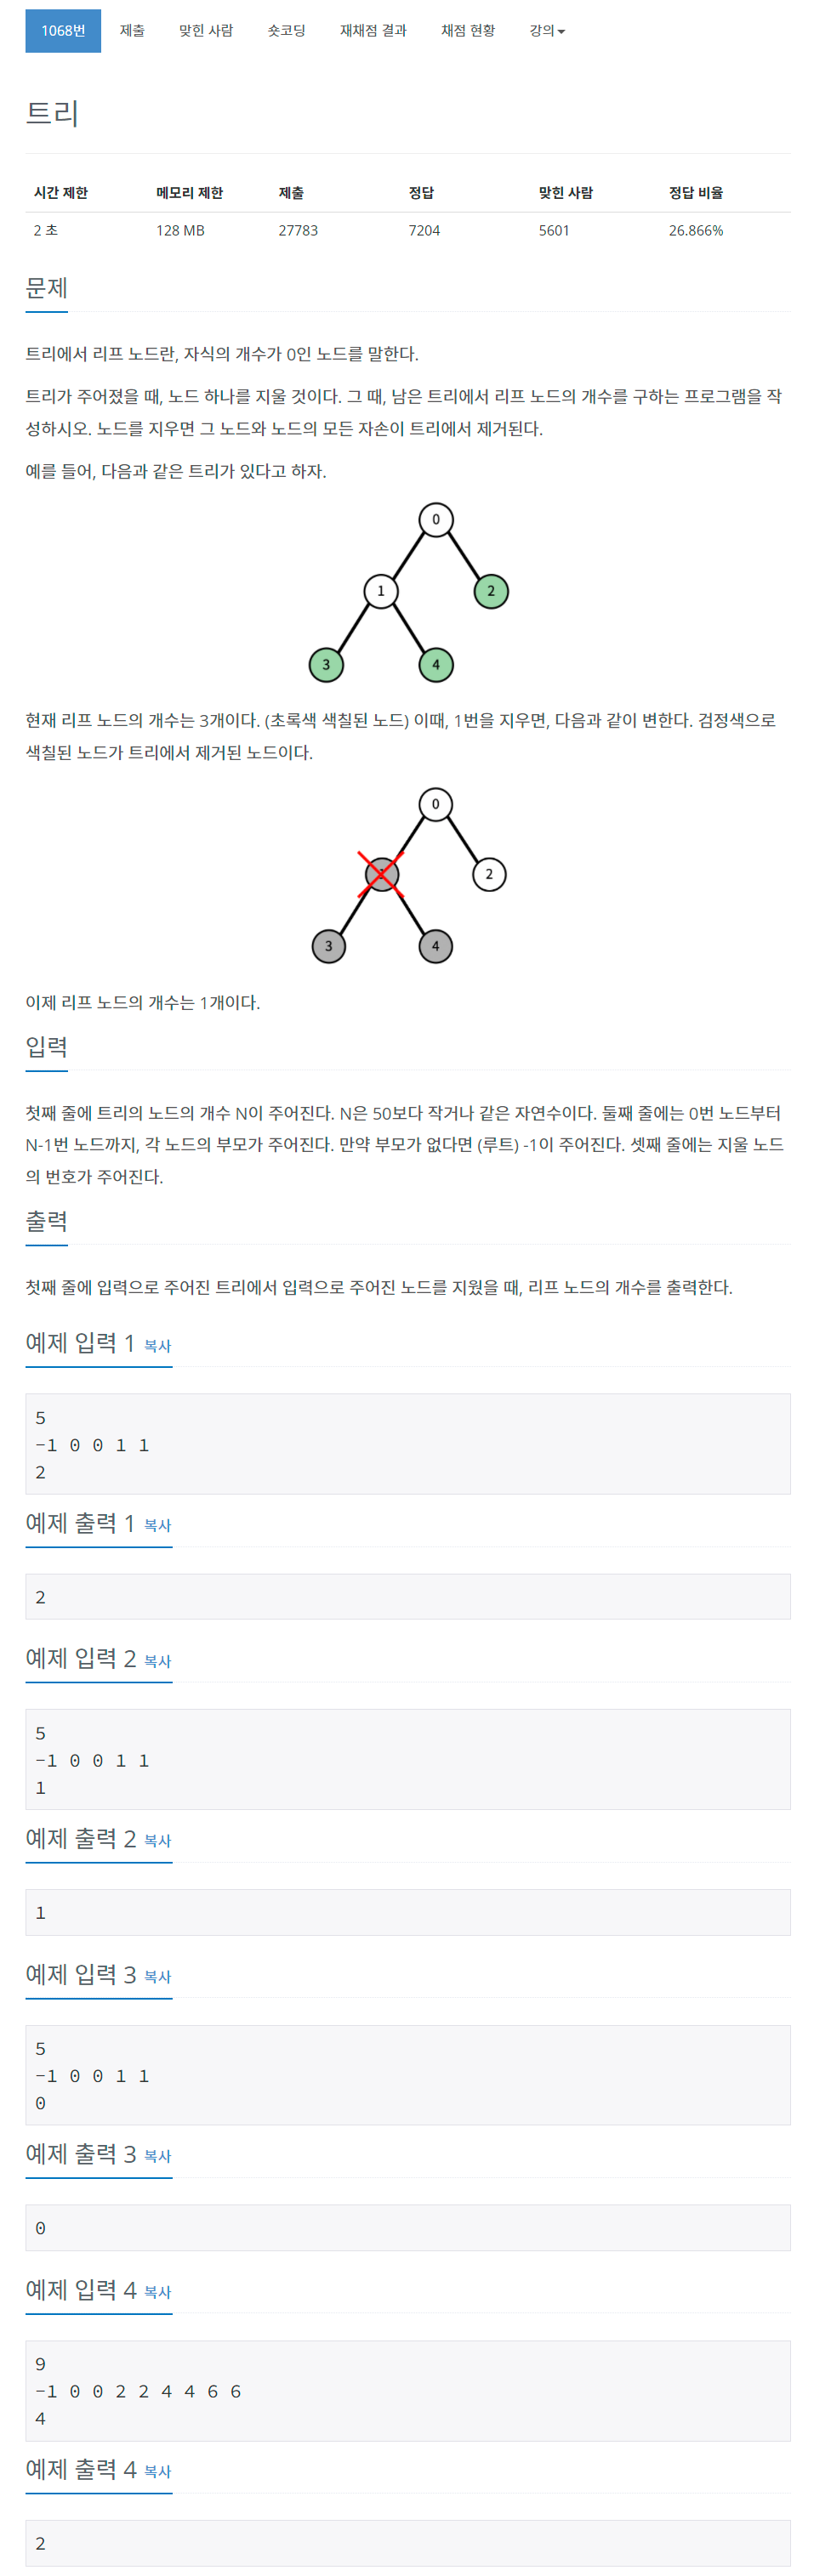 1068번 제출 맞힌 사람 숏코딩 재채점 결과 채점 현황 강의
트리
시간 제한 메모리 제한 제출 정답 맞힌 사람 정답 비율
2 초 128 MB 27783 7204 5601 26.866%
문제
트리에서 리프 노드란, 자식의 개수가 0인 노드를 말한다.
트리가 주어졌을 때, 노드 하나를 지울 것이다. 그 때, 남은 트리에서 리프 노드의 개수를 구하는 프로그램을 작
성하시오. 노드를 지우면 그 노드와 노드의 모든 자손이 트리에서 제거된다.
예를 들어, 다음과 같은 트리가 있다고 하자.
0
1 2
3 4
현재 리프 노드의 개수는 3개이다. (초록색 색칠된 노드) 이때, 1번을 지우면, 다음과 같이 변한다. 검정색으로
색칠된 노드가 트리에서 제거된 노드이다.
0
2
3 4
이제 리프 노드의 개수는 1개이다.
입력
첫째 줄에 트리의 노드의 개수 N이 주어진다. N은 50보다 작거나 같은 자연수이다. 둘째 줄에는 0번 노드부터
N-1번 노드까지, 각 노드의 부모가 주어진다. 만약 부모가 없다면 (루트) -1이 주어진다. 셋째 줄에는 지울 노드
의 번호가 주어진다.
출력
첫째 줄에 입력으로 주어진 트리에서 입력으로 주어진 노드를 지웠을 때, 리프 노드의 개수를 출력한다.
예제 입력 1 복사
5
-1 0 0 1 1
2
예제 출력 1 복사
2
예제 입력 2 복사
5
-1 0 0 1 1
1
예제 출력 2 복사
1
예제 입력 3 복사
5
-1 0 0 1 1
0
예제 출력 3 복사
0
예제 입력 4 복사
9
-1 0 0 2 2 4 4 6 6
4
예제 출력 4 복사
2